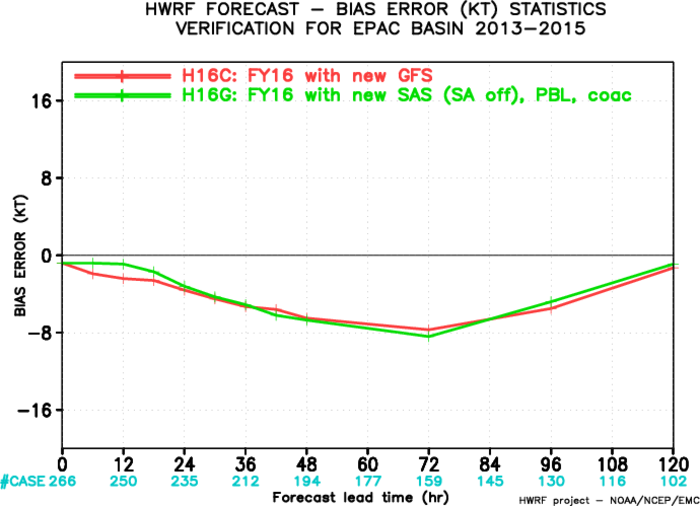 HWRF FORECAST – BIAS ERROR (KT) STATISTICS
VERIFICATION FOR EPAC BASIN 2013–2015
H16C: FY16 with new GFS
H16G: FY16 with new SAS (SA off), PBL, coac
16
8
0
–8
–16
BIAS ERROR (KT)
0 12 24 36 48 60 72 84 96 108 120
#CASE 266 250 235 212 194 177 159 145 130 116 102
Forecast lead time (hr)
HWRF project – NOAA/NCEP/EMC